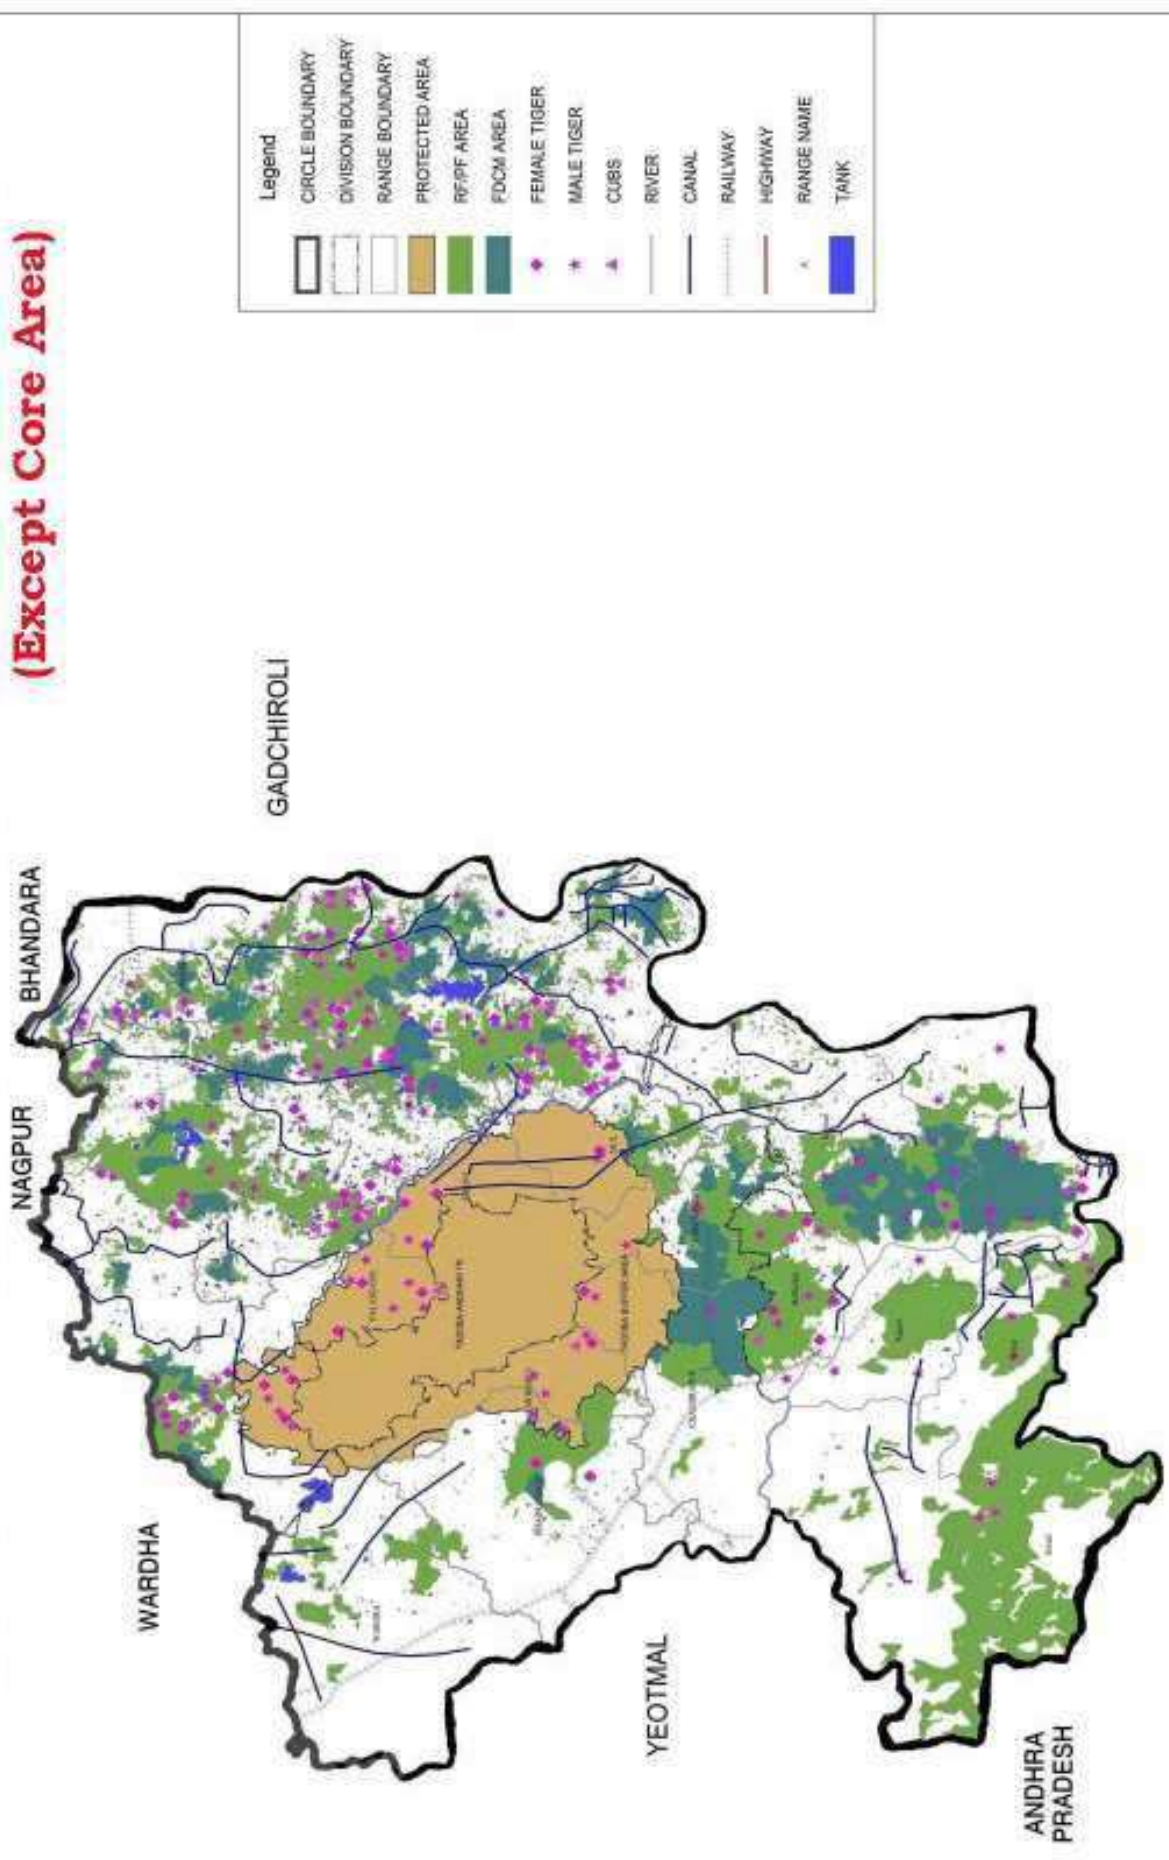 (Except Core Area)
BHANDARA
NAGPUR
GADCHIROLI
WARDHA
YEOTMAL
ANDHRA
PRADESH
Legend
CIRCLE BOUNDARY
DIVISION BOUNDARY
RANGE BOUNDARY
PROTECTED AREA
RF/PF AREA
FDCM AREA
FEMALE TIGER
MALE TIGER
CUBS
RIVER
CANAL
RAILWAY
HIGHWAY
RANGE NAME
TANK